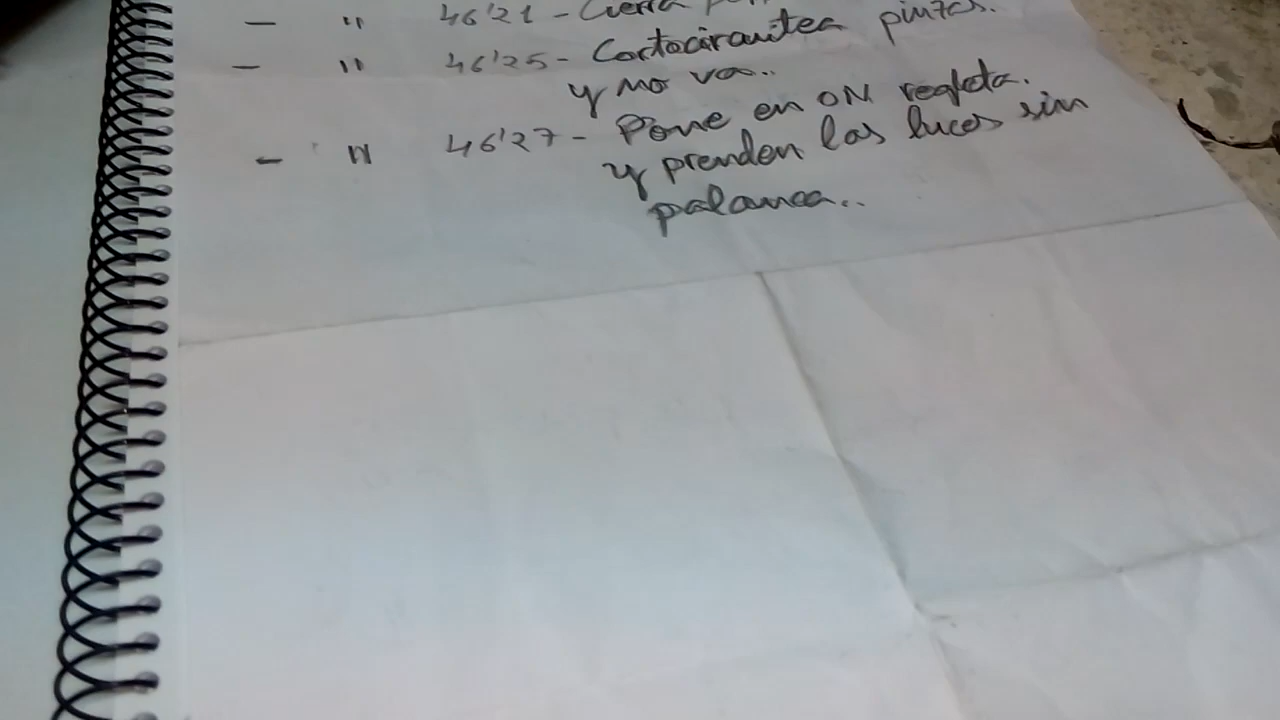 — " 46'21 - Cierra
— " 46'25 - Cortocircuitea pinzas.
y no va..
— " 46'27 - Pone en ON regleta.
y prenden las luces sin
palanca..